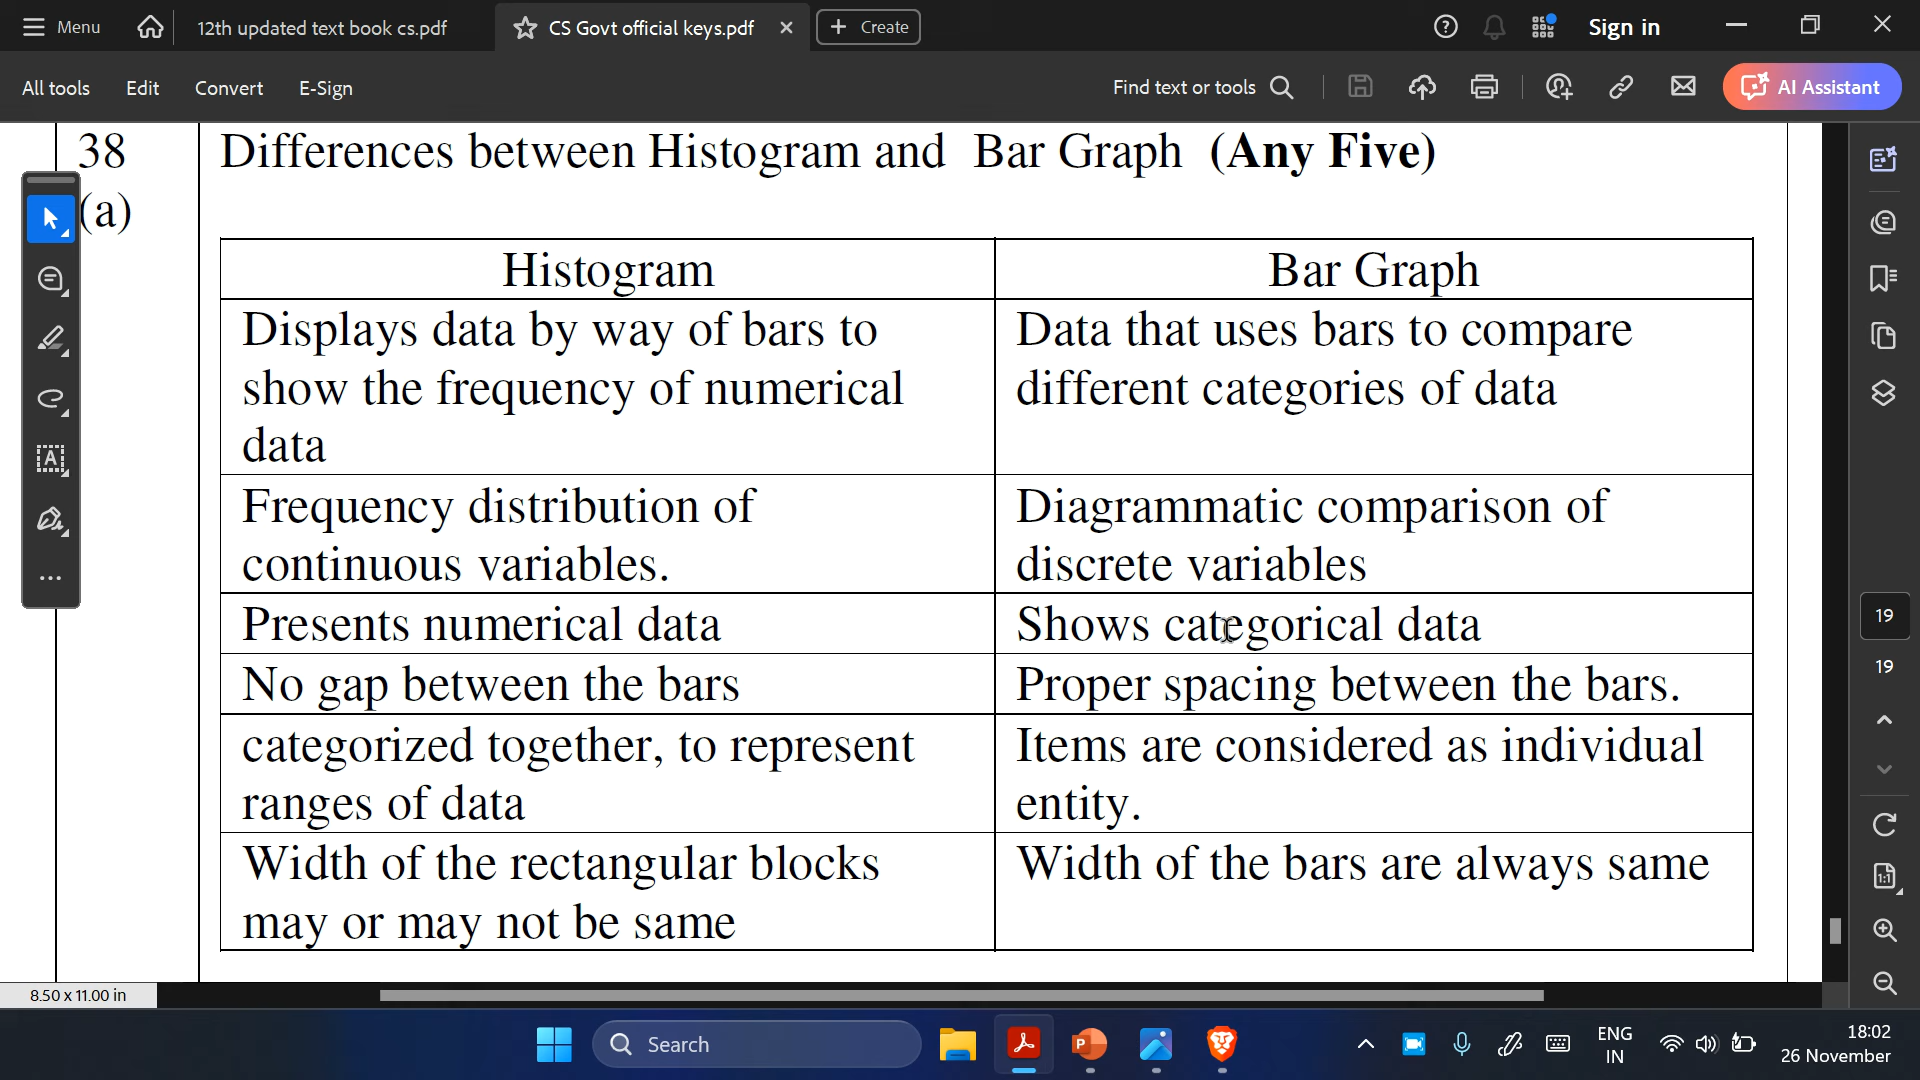 Menu
12th updated text book cs.pdf
CS Govt official keys.pdf
Create
Sign in
All tools
Edit
Convert
E-Sign
Find text or tools
AI Assistant
38 Differences between Histogram and Bar Graph (Any Five)
(a)
Histogram
Bar Graph
Displays data by way of bars to
show the frequency of numerical
data
Data that uses bars to compare
different categories of data
Frequency distribution of
continuous variables.
Diagrammatic comparison of
discrete variables
Presents numerical data
Shows categorical data
No gap between the bars
Proper spacing between the bars.
categorized together, to represent
ranges of data
Items are considered as individual
entity.
Width of the rectangular blocks
may or may not be same
Width of the bars are always same
19
19
1:1
8.50 x 11.00 in
Search
ENG
IN
18:02
26 November